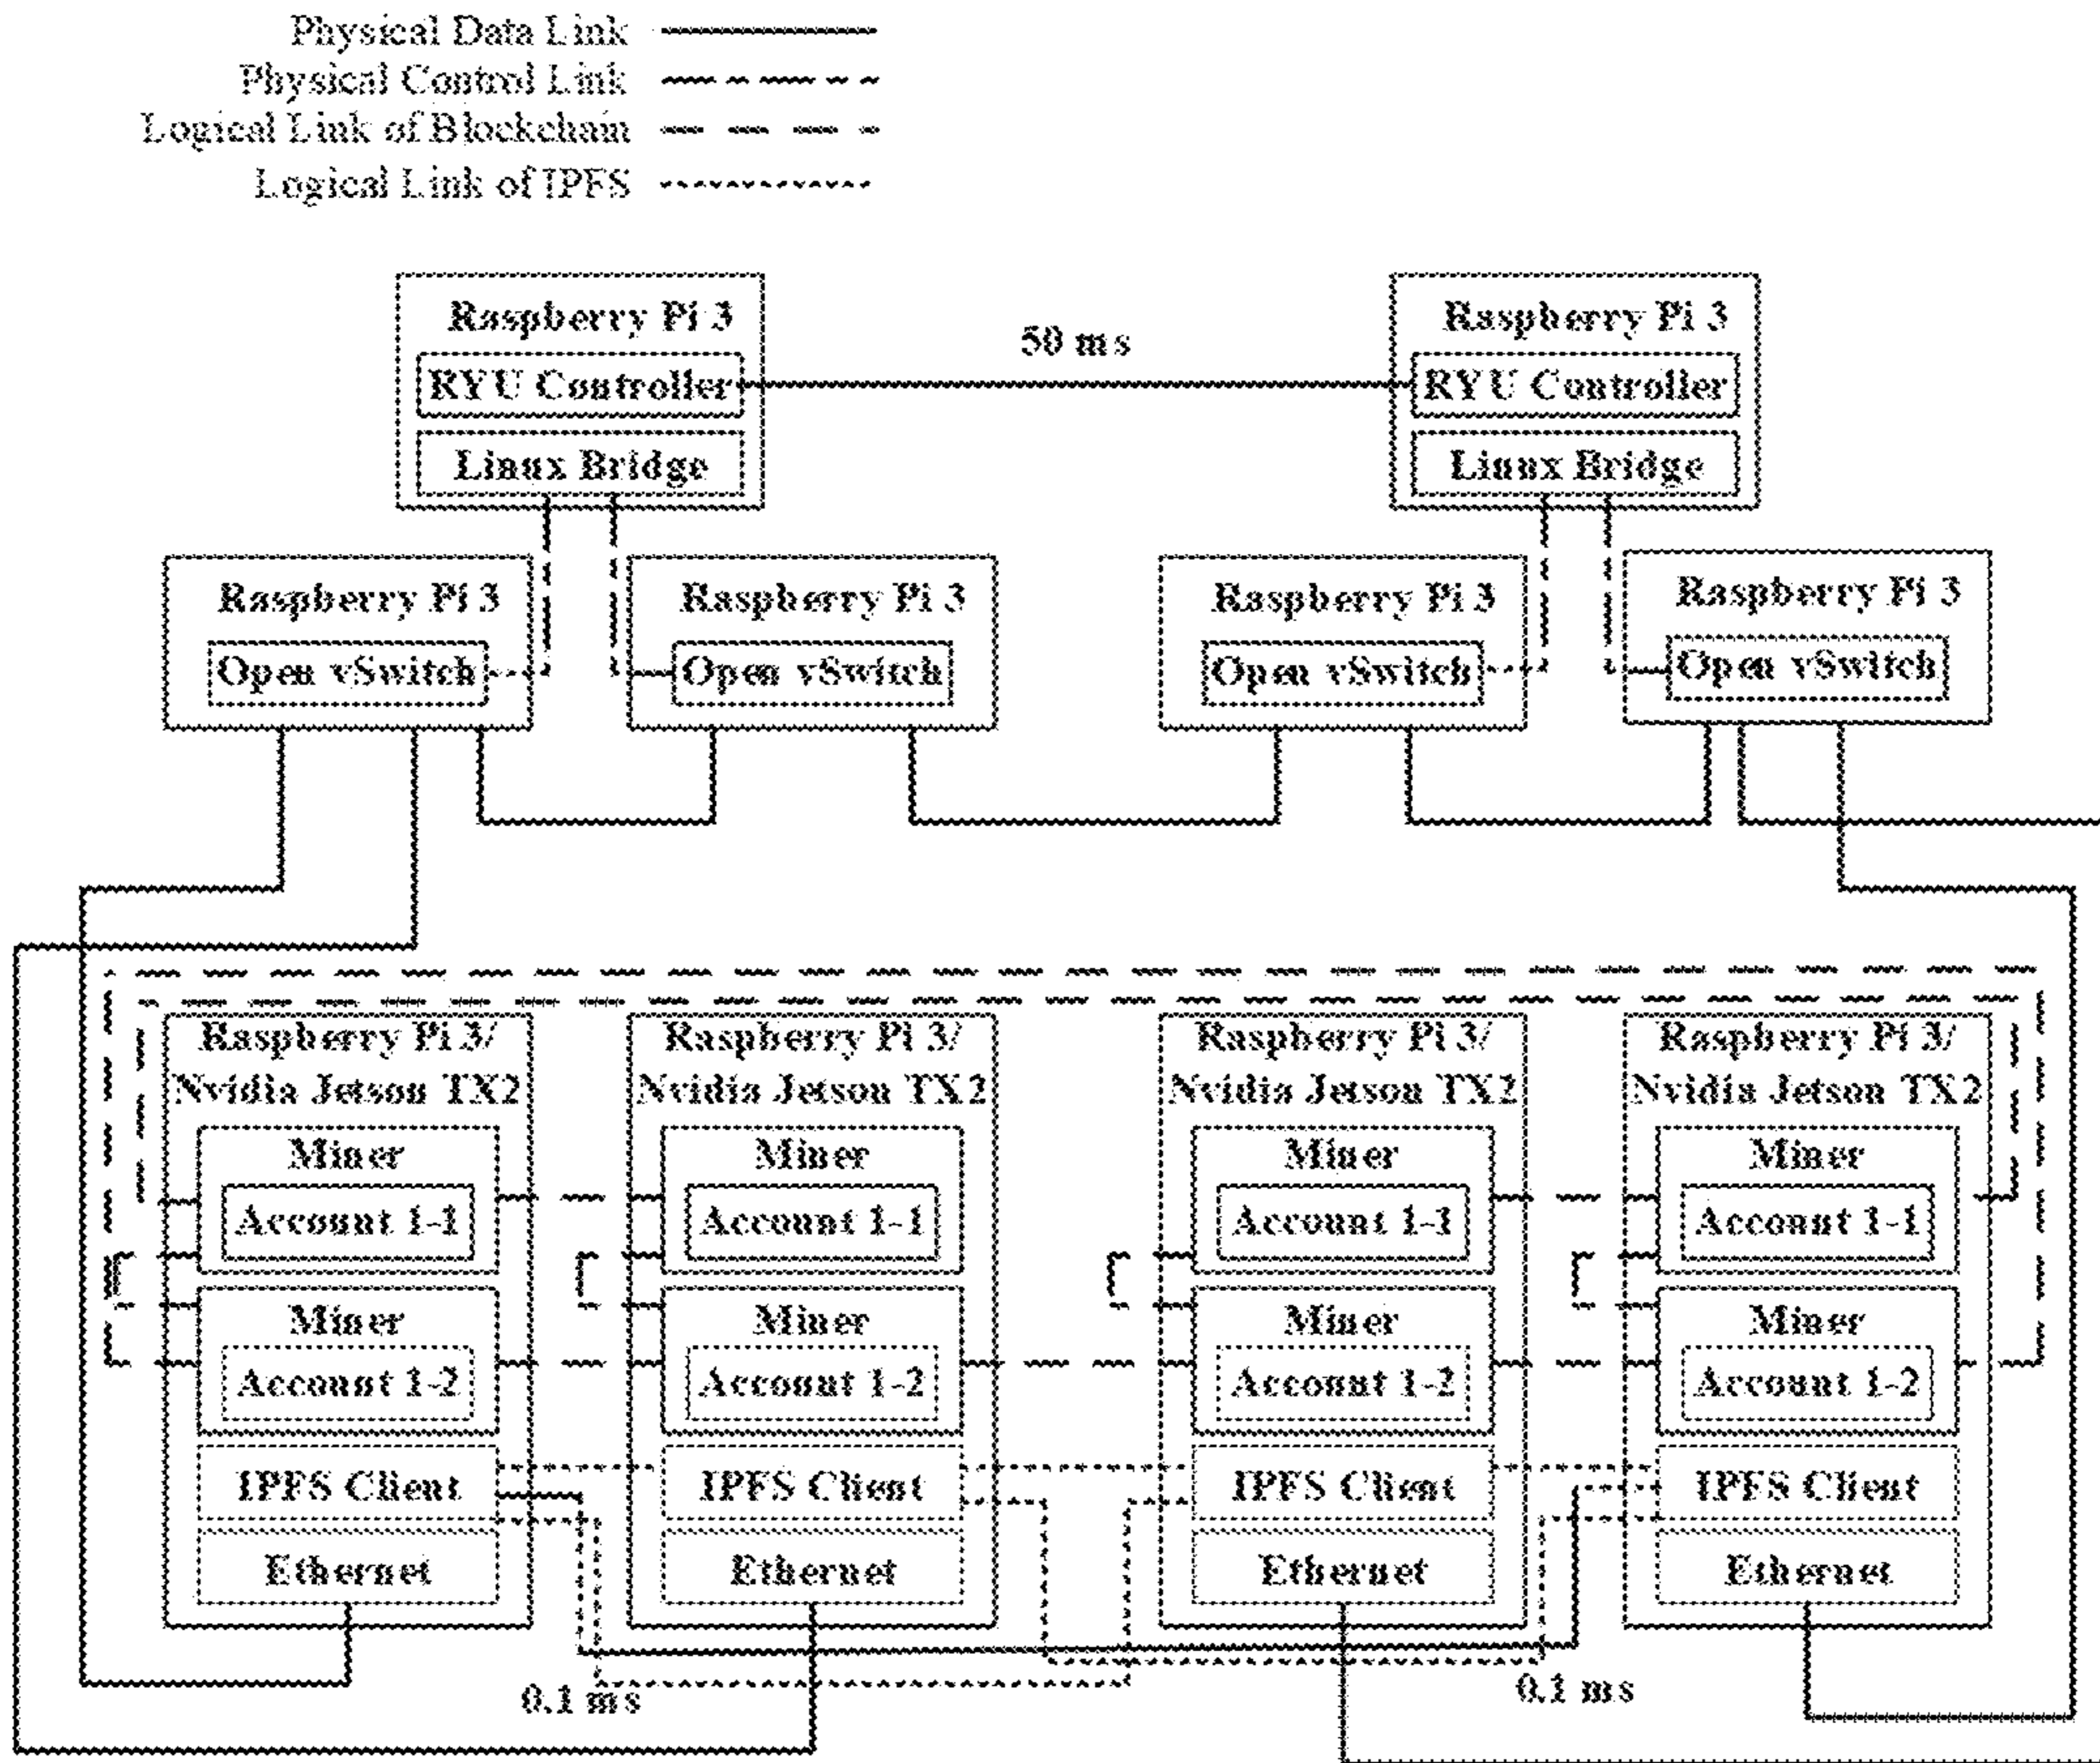 Physical Data Link
Physical Control Link
Logical Link of Blockchain
Logical Link of IPFS
Raspberry Pi 3
RYU Controller
Linux Bridge
50 ms
Raspberry Pi 3
RYU Controller
Linux Bridge
Raspberry Pi 3
Open vSwitch
Raspberry Pi 3
Open vSwitch
Raspberry Pi 3
Open vSwitch
Raspberry Pi 3
Open vSwitch
Raspberry Pi 3/
Nvidia Jetson TX2
Miner
Account 1-1
Miner
Account 1-2
IPFS Client
Ethernet
Raspberry Pi 3/
Nvidia Jetson TX2
Miner
Account 1-1
Miner
Account 1-2
IPFS Client
Ethernet
Raspberry Pi 3/
Nvidia Jetson TX2
Miner
Account 1-1
Miner
Account 1-2
IPFS Client
Ethernet
Raspberry Pi 3/
Nvidia Jetson TX2
Miner
Account 1-1
Miner
Account 1-2
IPFS Client
Ethernet
0.1 ms
0.1 ms